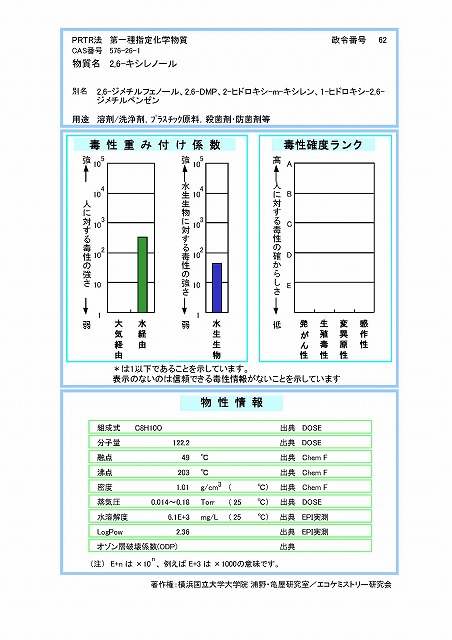 PRTR法 第一種指定化学物質 政令番号 62
CAS番号 576-26-1
物質名 2,6-キシレノール
別名 2,6-ジメチルフェノール、2,6-DMP、2-ヒドロキシ-m-キシレン、1-ヒドロキシ-2,6-
ジメチルベンゼン
用途 溶剤/洗浄剤，プラスチック原料，殺菌剤・防菌剤等
毒性重み付け係数
強 人に対する毒性の強さ 弱
10^5
10^4
10^3
10^2
10
1
大気経由 水経由
強 水生生物に対する毒性の強さ 弱
10^5
10^4
10^3
10^2
10
1
水生生物
毒性確度ランク
高 人に対する毒性の確からしさ 低
A
B
C
D
E
発がん性 生殖毒性 変異原性 感作性
＊は1以下であることを示しています。
表示のないのは信頼できる毒性情報がないことを示しています
物性情報
組成式 C8H10O 出典 DOSE
分子量 122.2 出典 DOSE
融点 49 ℃ 出典 Chem F
沸点 203 ℃ 出典 Chem F
密度 1.01 g/cm3 ( ℃) 出典 Chem F
蒸気圧 0.014～0.18 Torr ( 25 ℃) 出典 DOSE
水溶解度 6.1E+3 mg/L ( 25 ℃) 出典 EPI実測
LogPow 2.36 出典 EPI実測
オゾン層破壊係数(ODP) 出典
（注） E+n は ×10^n、例えば E+3 は ×1000の意味です。
著作権：横浜国立大学大学院 浦野・亀屋研究室／エコケミストリー研究会